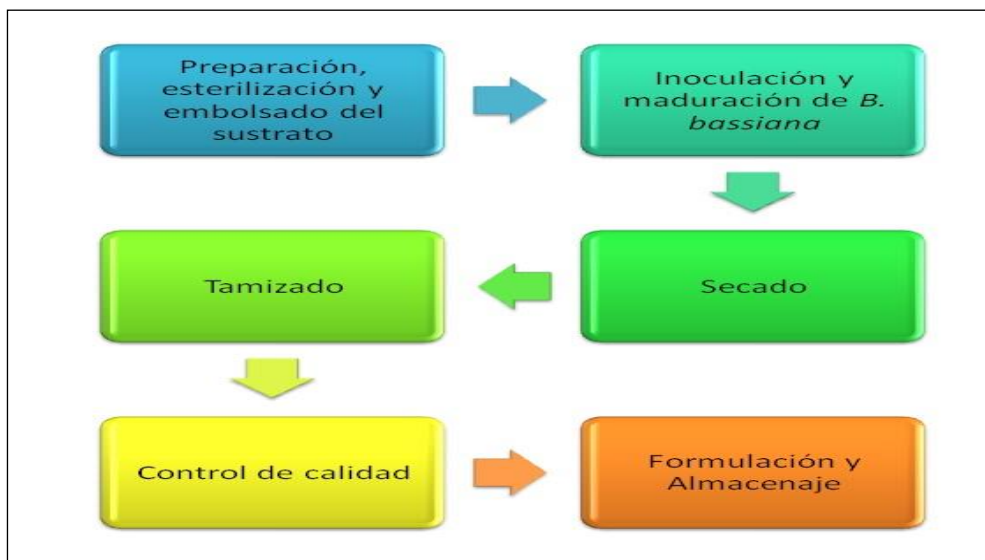 Preparación,
esterilización y
embolsado del
sustrato
Inoculación y
maduración de B.
bassiana
Secado
Tamizado
Control de calidad
Formulación y
Almacenaje